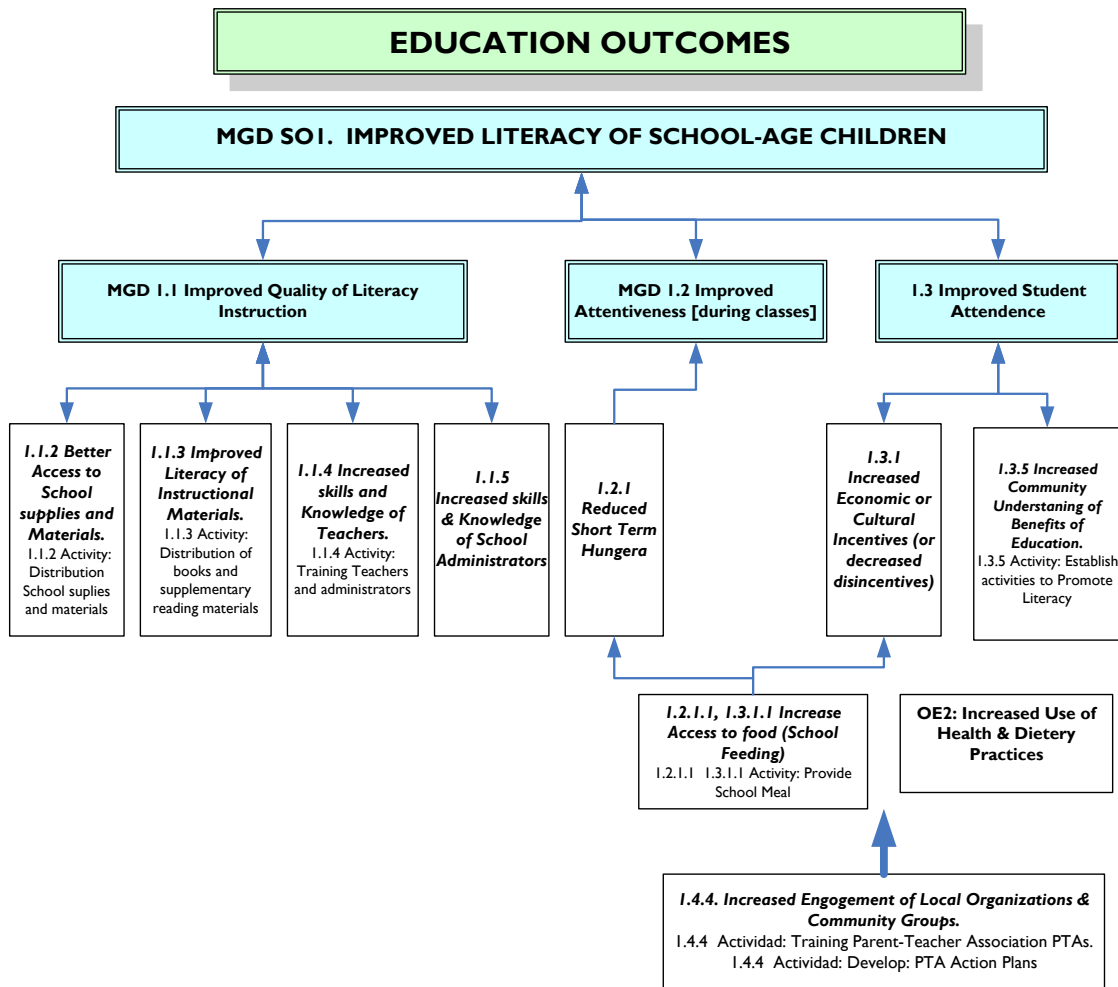 EDUCATION OUTCOMES
MGD SO1. IMPROVED LITERACY OF SCHOOL-AGE CHILDREN
MGD 1.1 Improved Quality of Literacy
Instruction
MGD 1.2 Improved
Attentiveness [during classes]
1.3 Improved Student
Attendence
1.1.2 Better
Access to
School
supplies and
Materials.
1.1.2 Activity:
Distribution
School suplies
and materials
1.1.3 Improved
Literacy of
Instructional
Materials.
1.1.3 Activity:
Distribution of
books and
supplementary
reading materials
1.1.4 Increased
skills and
Knowledge of
Teachers.
1.1.4 Activity:
Training Teachers
and administrators
1.1.5
Increased skills
& Knowledge
of School
Administrators
1.2.1
Reduced
Short Term
Hungera
1.3.1
Increased
Economic or
Cultural
Incentives (or
decreased
disincentives)
1.3.5 Increased
Community
Understaning of
Benefits of
Education.
1.3.5 Activity: Establish
activities to Promote
Literacy
1.2.1.1, 1.3.1.1 Increase
Access to food (School
Feeding)
1.2.1.1 1.3.1.1 Activity: Provide
School Meal
OE2: Increased Use of
Health & Dietery
Practices
1.4.4. Increased Engogement of Local Organizations &
Community Groups.
1.4.4 Actividad: Training Parent-Teacher Association PTAs.
1.4.4 Actividad: Develop: PTA Action Plans